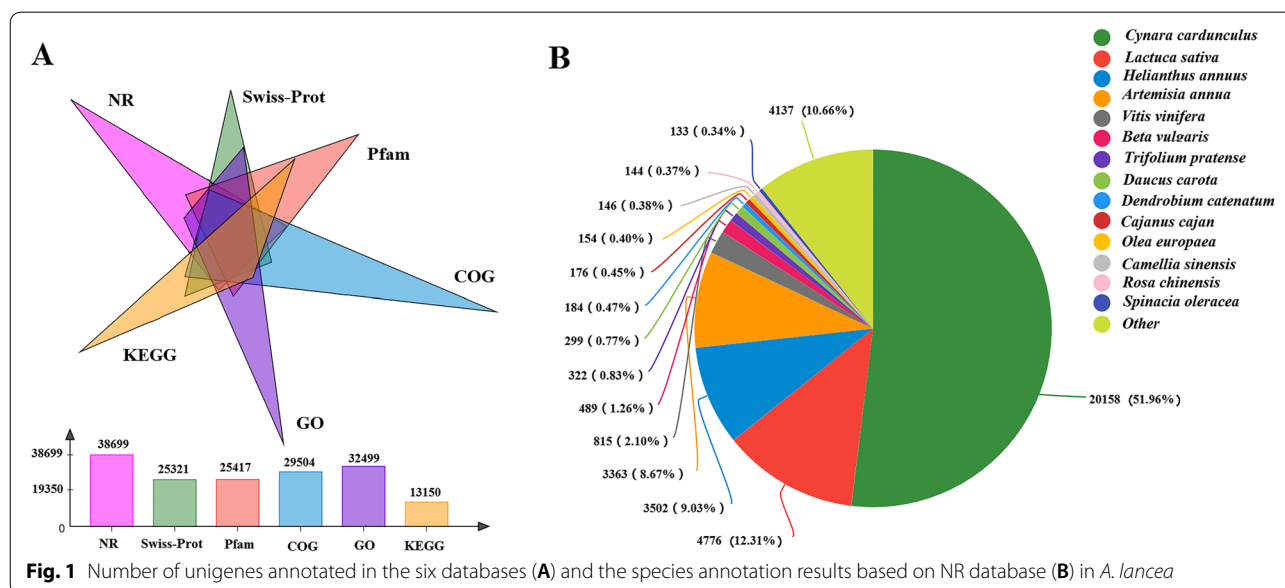 A
NR
Swiss-Prot
Pfam
COG
KEGG
GO
38699
19350
0
38699
25321
25417
29504
32499
13150
NR
Swiss-Prot
Pfam
COG
GO
KEGG
B
4137 (10.66%)
133 ( 0.34%)
144 ( 0.37%)
146 ( 0.38%)
154 ( 0.40%)
176 ( 0.45%)
184 ( 0.47%)
299 ( 0.77%)
322 ( 0.83%)
489 ( 1.26%)
815 ( 2.10%)
3363 ( 8.67%)
3502 ( 9.03%)
4776 (12.31%)
20158 (51.96%)
Cynara cardunculus
Lactuca sativa
Helianthus annuus
Artemisia annua
Vitis vinifera
Beta vulgaris
Trifolium pratense
Daucus carota
Dendrobium catenatum
Cajanus cajan
Olea europaea
Camellia sinensis
Rosa chinensis
Spinacia oleracea
Other
Fig. 1 Number of unigenes annotated in the six databases (A) and the species annotation results based on NR database (B) in A. lancea